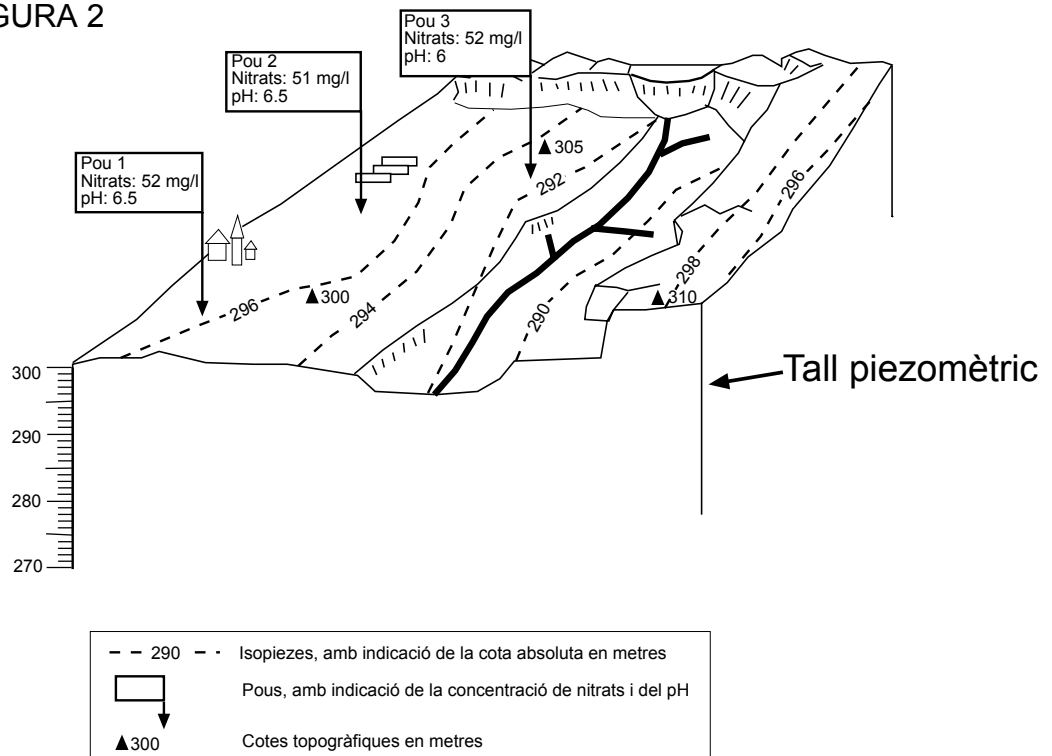 GURA 2
Pou 3
Nitrats: 52 mg/l
pH: 6
Pou 2
Nitrats: 51 mg/l
pH: 6.5
Pou 1
Nitrats: 52 mg/l
pH: 6.5
▲305
292
296
298
▲310
▲300
296
294
290
Tall piezomètric
300
290
280
270
290 Isopiezes, amb indicació de la cota absoluta en metres
Pous, amb indicació de la concentració de nitrats i del pH
▲300 Cotes topogràfiques en metres